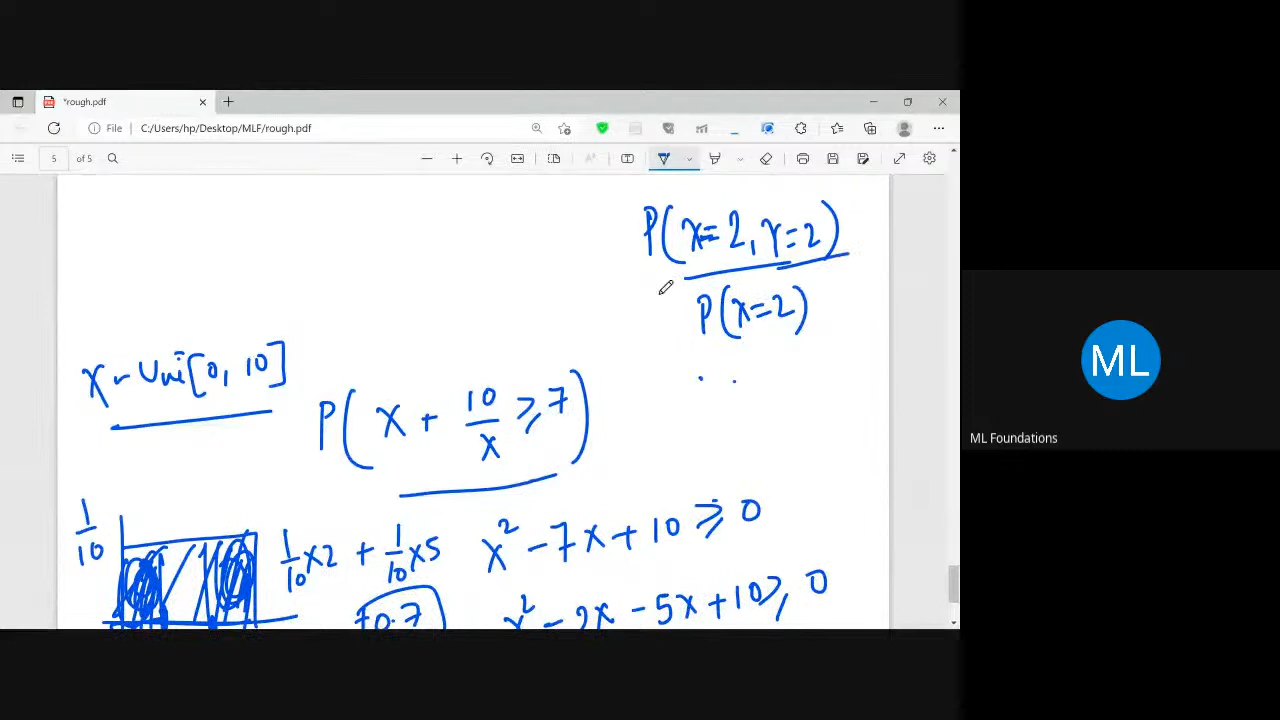 *rough.pdf
File C:/Users/hp/Desktop/MLF/rough.pdf
5 of 5
P(X=2, Y=2)
P(X=2)
X ~ Uni[0, 10]
P(X + 10/X ≥ 7)
1/10
1/10 x 2 + 1/10 x 5
x² - 7x + 10 ≥ 0
0.7
x² - 2x - 5x + 10 ≥ 0
ML
ML Foundations